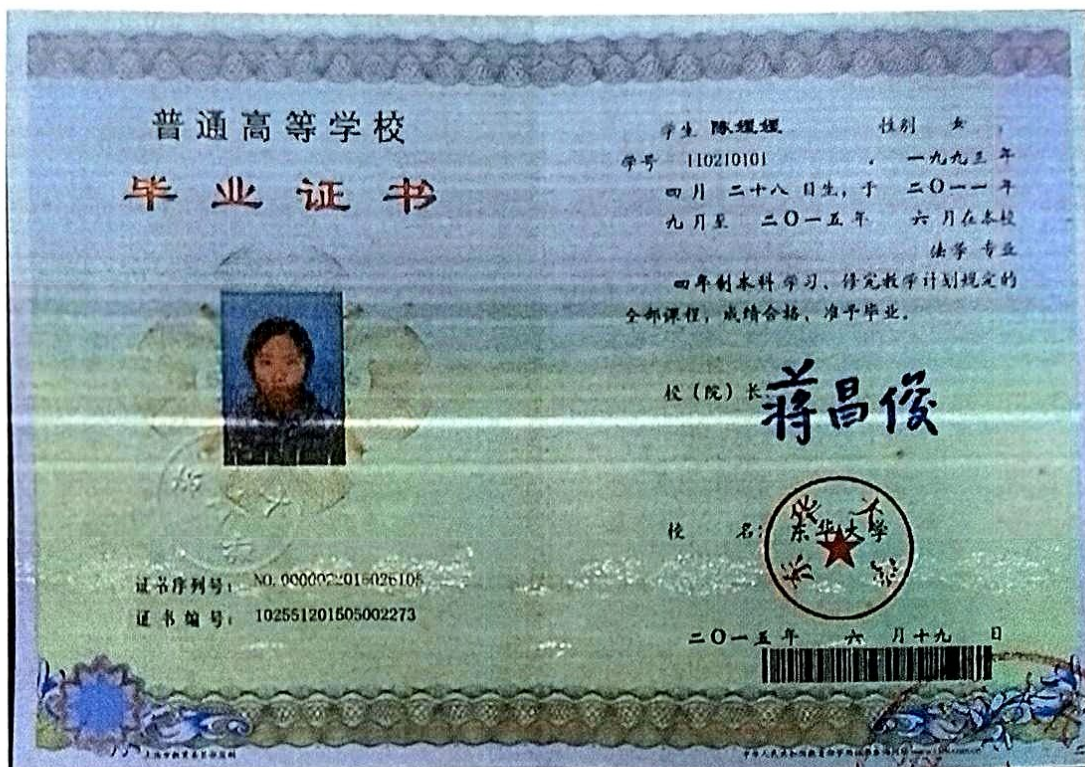 普通高等学校
毕业证书
证书序列号：
证书编号：102551201505002273
学生 陈煖煖 性别 女
学号 110210101 ，一九九三年
四月 二十八日生，于 二〇一一年
九月至 二〇一五年 六月在本校
法学 专业
四年制本科学习、修完教学计划规定的
全部课程，成绩合格，准予毕业。
校（院）长：
蒋昌俊
校 名：东华大学
二〇一五年 六 月十九 日